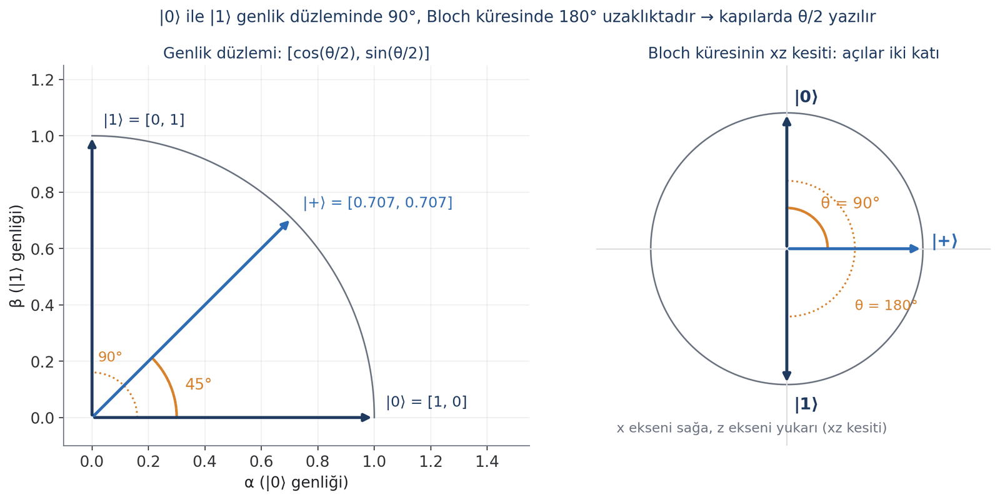 |0⟩ ile |1⟩ genlik düzleminde 90°, Bloch küresinde 180° uzaklıktadır → kapılarda θ/2 yazılır
Genlik düzlemi: [cos(θ/2), sin(θ/2)]
1.2
1.0
0.8
0.6
0.4
0.2
0.0
β (|1⟩ genliği)
|1⟩ = [0, 1]
|+⟩ = [0.707, 0.707]
90°
45°
|0⟩ = [1, 0]
0.0 0.2 0.4 0.6 0.8 1.0 1.2 1.4
α (|0⟩ genliği)
Bloch küresinin xz kesiti: açılar iki katı
|0⟩
θ = 90°
|+⟩
θ = 180°
|1⟩
x ekseni sağa, z ekseni yukarı (xz kesiti)